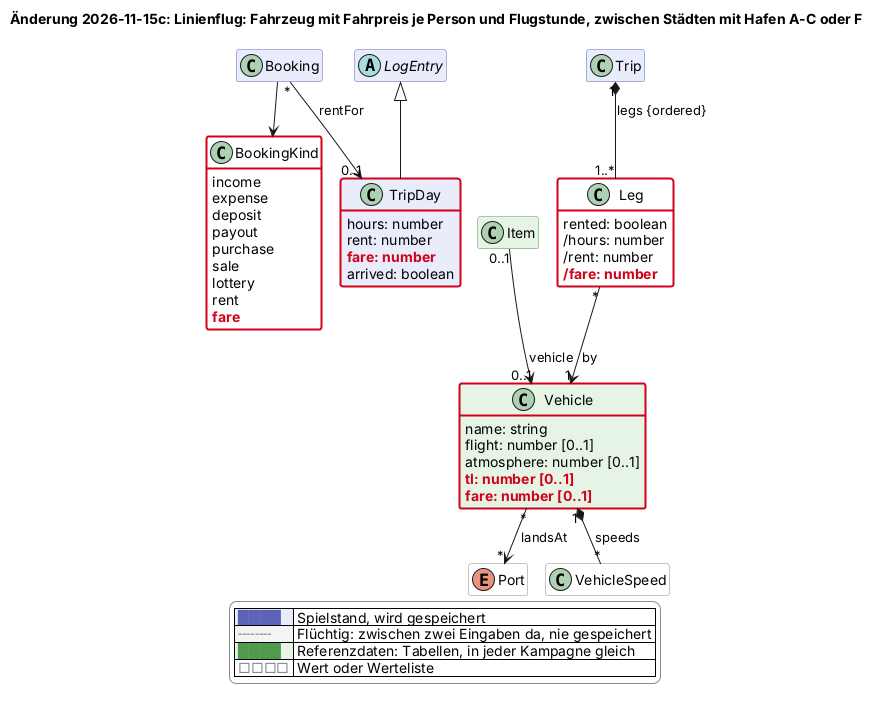 Änderung 2026-11-15c: Linienflug: Fahrzeug mit Fahrpreis je Person und Flugstunde, zwischen Städten mit Hafen A-C oder F
C Booking
A LogEntry
C Trip
*
rentFor
0..1
1
legs {ordered}
1..*
C BookingKind
income
expense
deposit
payout
purchase
sale
lottery
rent
fare
C TripDay
hours: number
rent: number
fare: number
arrived: boolean
C Item
0..1
C Leg
rented: boolean
/hours: number
/rent: number
/fare: number
*
vehicle
by
0..1
1
C Vehicle
name: string
flight: number [0..1]
atmosphere: number [0..1]
tl: number [0..1]
fare: number [0..1]
*
landsAt
*
1
speeds
*
E Port
C VehicleSpeed
Spielstand, wird gespeichert
Flüchtig: zwischen zwei Eingaben da, nie gespeichert
Referenzdaten: Tabellen, in jeder Kampagne gleich
Wert oder Werteliste